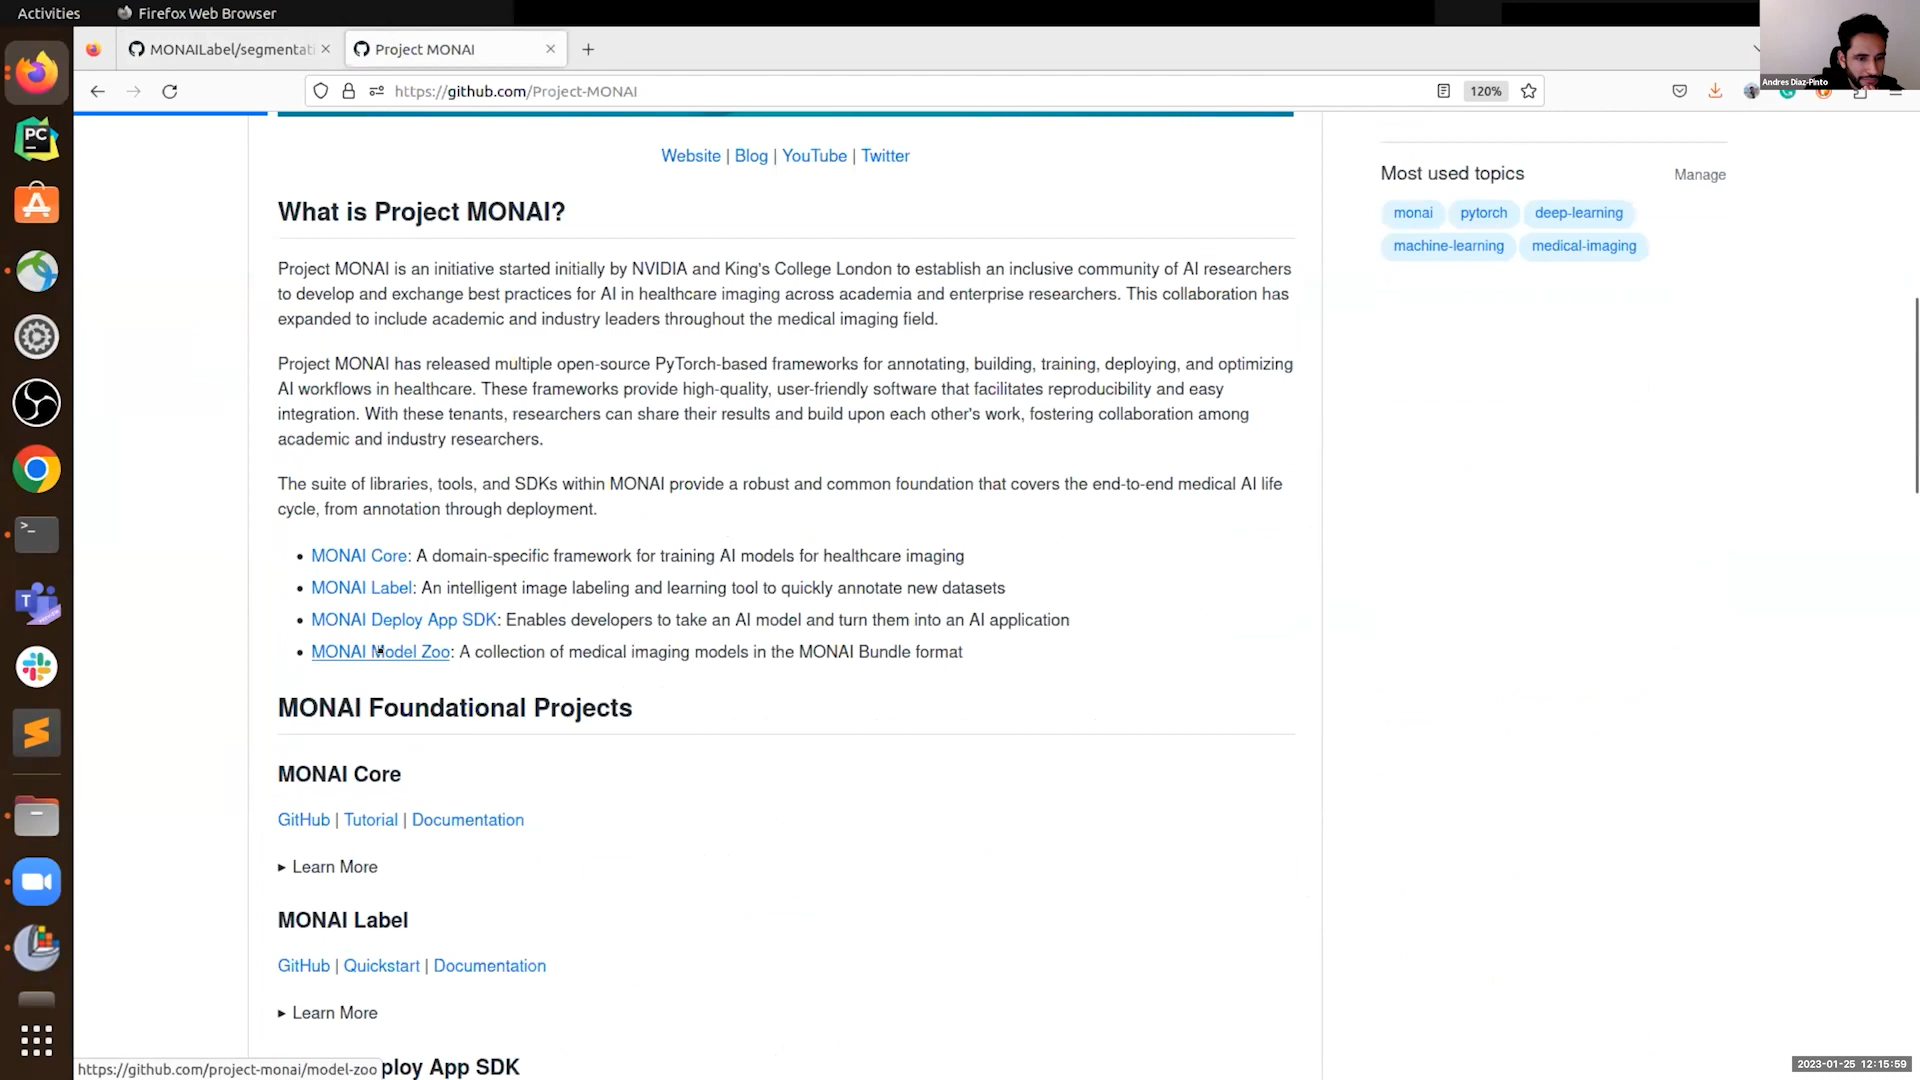 Activities
Firefox Web Browser
MONAILabel/segmentati
Project MONAI
https://github.com/Project-MONAI
120%
Andres Diaz-Pinto
Website | Blog | YouTube | Twitter
What is Project MONAI?
Project MONAI is an initiative started initially by NVIDIA and King's College London to establish an inclusive community of AI researchers
to develop and exchange best practices for AI in healthcare imaging across academia and enterprise researchers. This collaboration has
expanded to include academic and industry leaders throughout the medical imaging field.
Project MONAI has released multiple open-source PyTorch-based frameworks for annotating, building, training, deploying, and optimizing
AI workflows in healthcare. These frameworks provide high-quality, user-friendly software that facilitates reproducibility and easy
integration. With these tenants, researchers can share their results and build upon each other's work, fostering collaboration among
academic and industry researchers.
The suite of libraries, tools, and SDKs within MONAI provide a robust and common foundation that covers the end-to-end medical AI life
cycle, from annotation through deployment.
• MONAI Core: A domain-specific framework for training AI models for healthcare imaging
• MONAI Label: An intelligent image labeling and learning tool to quickly annotate new datasets
• MONAI Deploy App SDK: Enables developers to take an AI model and turn them into an AI application
• MONAI Model Zoo: A collection of medical imaging models in the MONAI Bundle format
MONAI Foundational Projects
MONAI Core
GitHub | Tutorial | Documentation
▸ Learn More
MONAI Label
GitHub | Quickstart | Documentation
▸ Learn More
ploy App SDK
https://github.com/project-monai/model-zoo
Most used topics
Manage
monai pytorch deep-learning
machine-learning medical-imaging
PC
2023-01-25 12:15:59